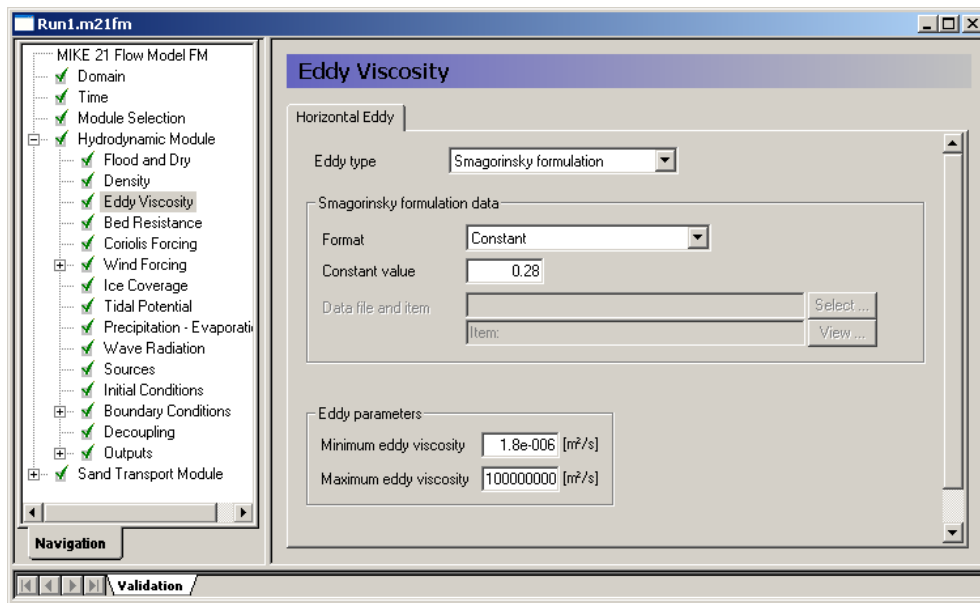 Run1.m21fm
MIKE 21 Flow Model FM
Domain
Time
Module Selection
Hydrodynamic Module
Flood and Dry
Density
Eddy Viscosity
Bed Resistance
Coriolis Forcing
Wind Forcing
Ice Coverage
Tidal Potential
Precipitation - Evaporati
Wave Radiation
Sources
Initial Conditions
Boundary Conditions
Decoupling
Outputs
Sand Transport Module
Navigation
Eddy Viscosity
Horizontal Eddy
Eddy type Smagorinsky formulation
Smagorinsky formulation data
Format Constant
Constant value 0.28
Data file and item Select ...
Item: View ...
Eddy parameters
Minimum eddy viscosity 1.8e-006 [m²/s]
Maximum eddy viscosity 100000000 [m²/s]
Validation